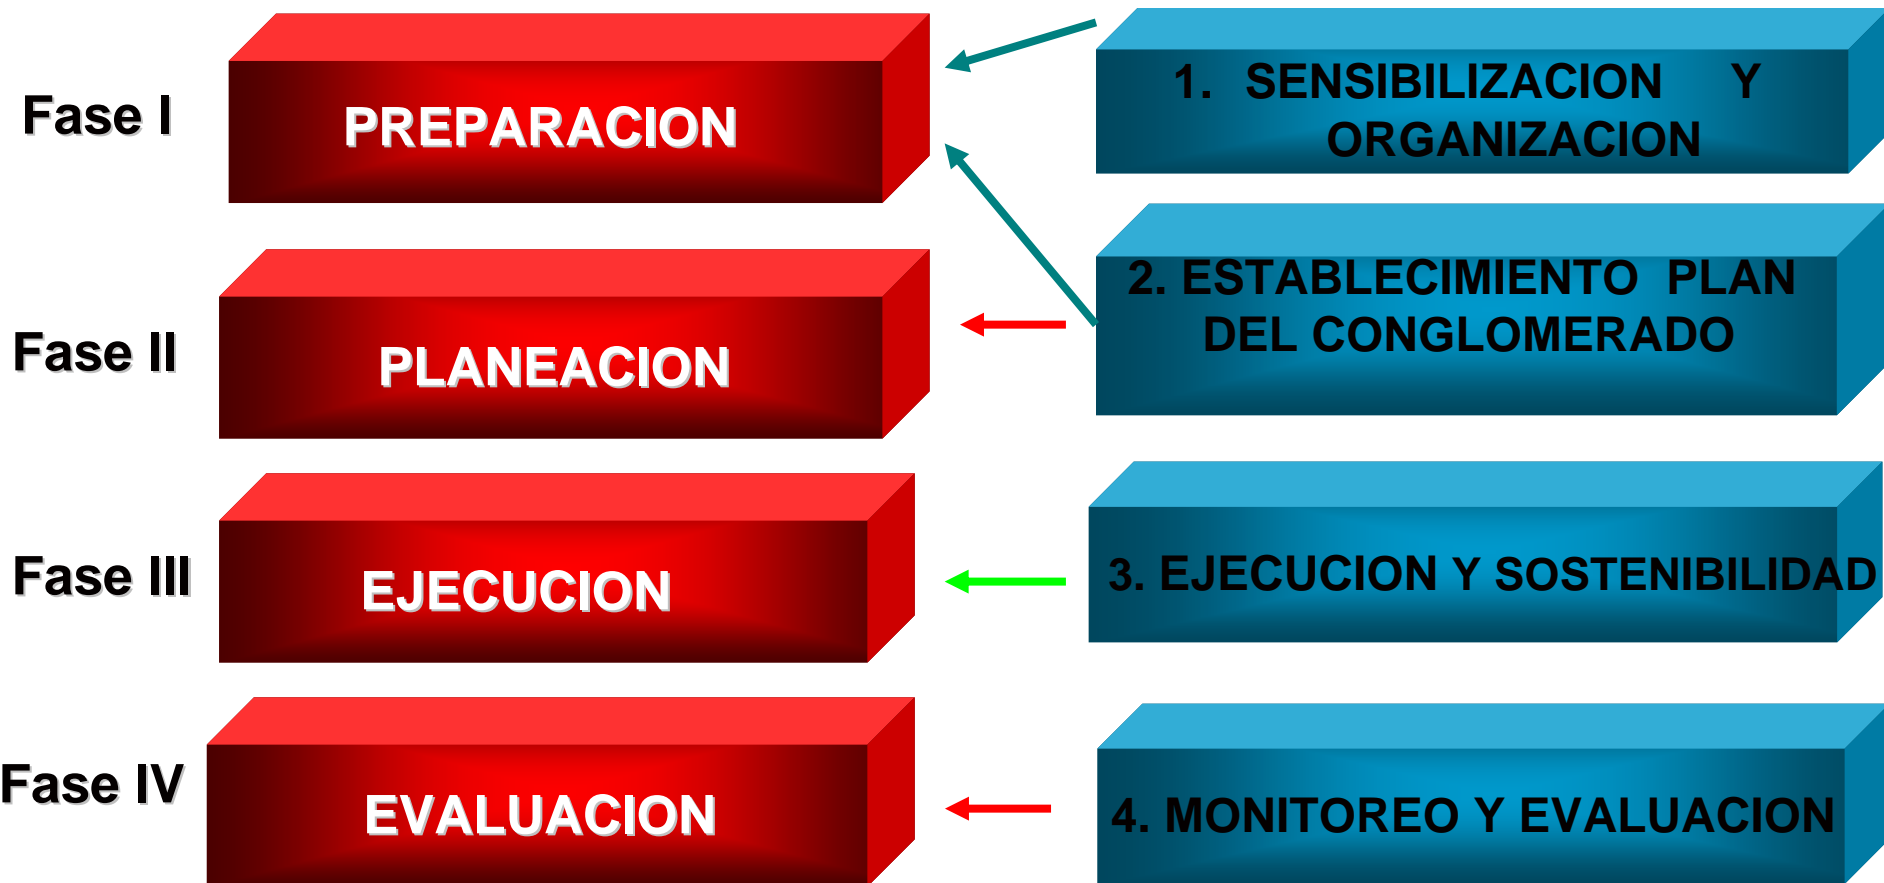 Fase I
PREPARACION
1. SENSIBILIZACION Y
ORGANIZACION
Fase II
PLANEACION
2. ESTABLECIMIENTO PLAN
DEL CONGLOMERADO
Fase III
EJECUCION
3. EJECUCION Y SOSTENIBILIDAD
Fase IV
EVALUACION
4. MONITOREO Y EVALUACION